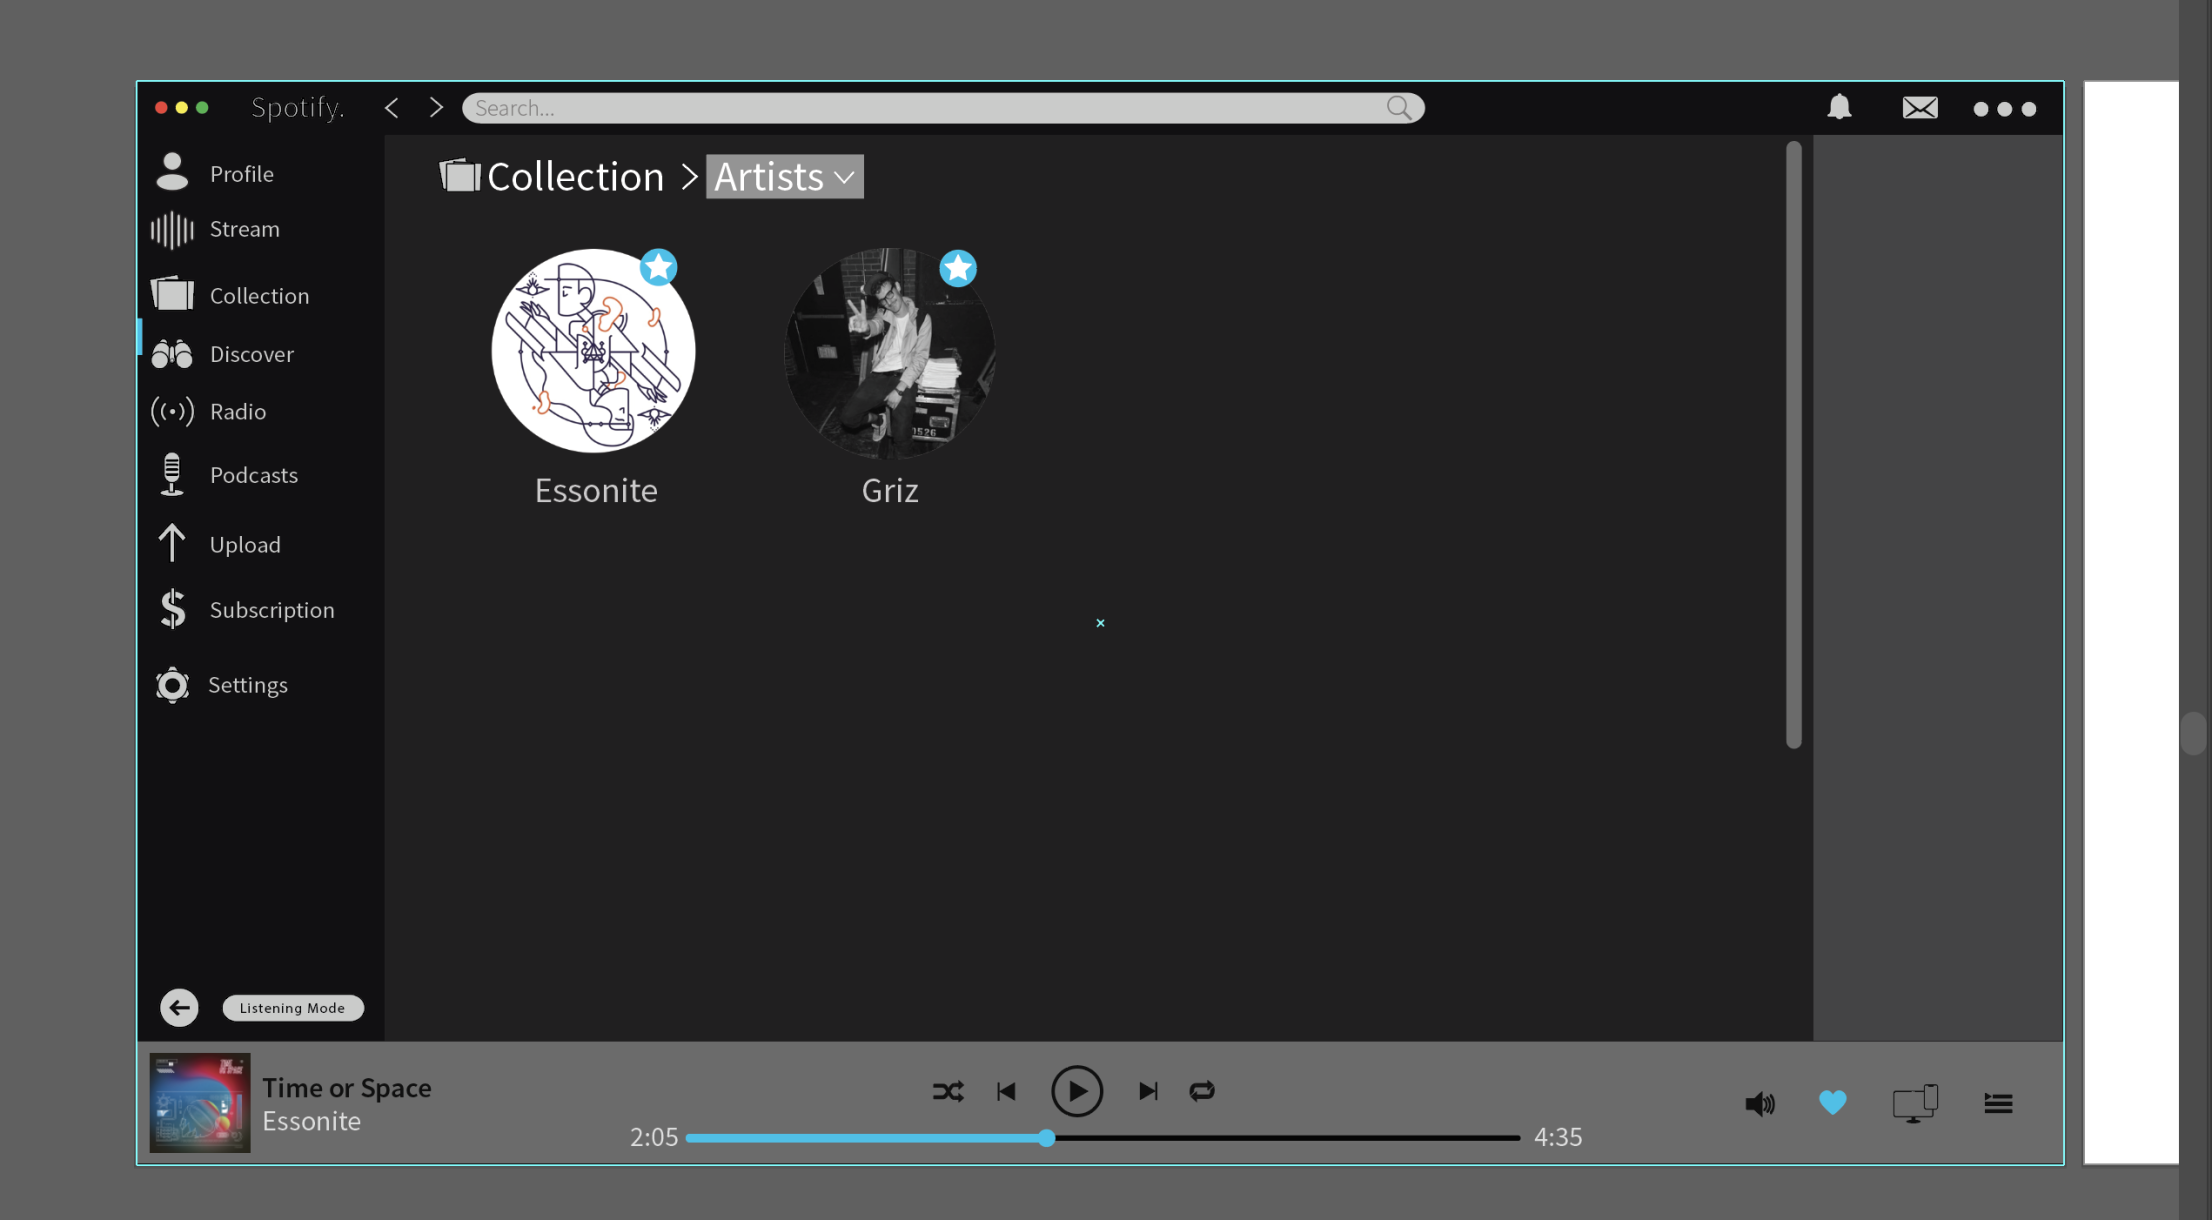 Spotify.
Search...
Profile
Stream
Collection
Discover
Radio
Podcasts
Upload
Subscription
Settings
Listening Mode
Collection > Artists
Essonite
Griz
Time or Space
Essonite
2:05
4:35